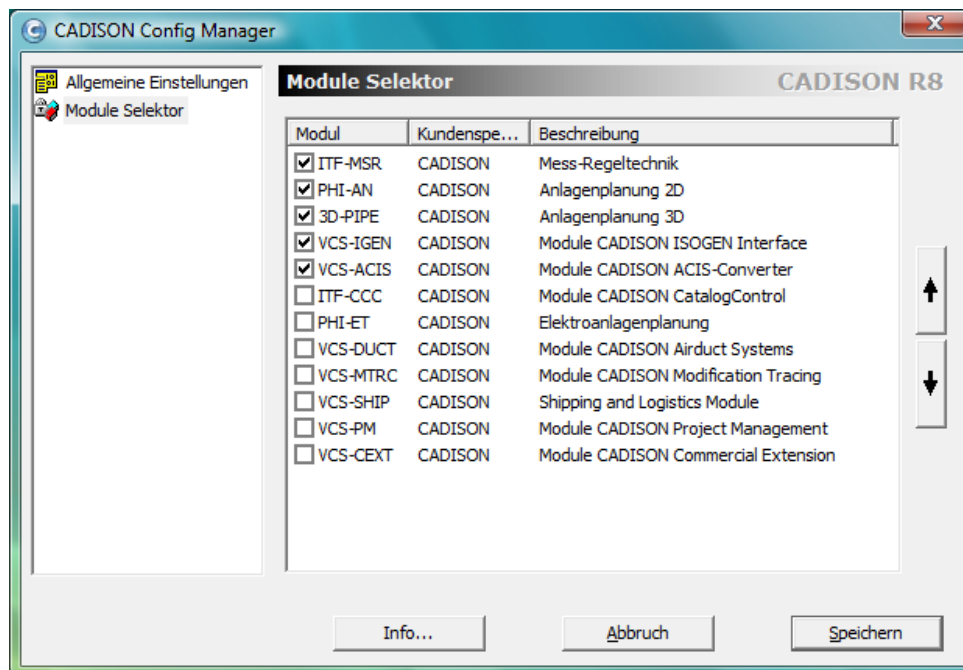 CADISON Config Manager
Allgemeine Einstellungen
Module Selektor
Module Selektor CADISON R8
Modul Kundenspe... Beschreibung
ITF-MSR CADISON Mess-Regeltechnik
PHI-AN CADISON Anlagenplanung 2D
3D-PIPE CADISON Anlagenplanung 3D
VCS-IGEN CADISON Module CADISON ISOGEN Interface
VCS-ACIS CADISON Module CADISON ACIS-Converter
ITF-CCC CADISON Module CADISON CatalogControl
PHI-ET CADISON Elektroanlagenplanung
VCS-DUCT CADISON Module CADISON Airduct Systems
VCS-MTRC CADISON Module CADISON Modification Tracing
VCS-SHIP CADISON Shipping and Logistics Module
VCS-PM CADISON Module CADISON Project Management
VCS-CEXT CADISON Module CADISON Commercial Extension
Info... Abbruch Speichern